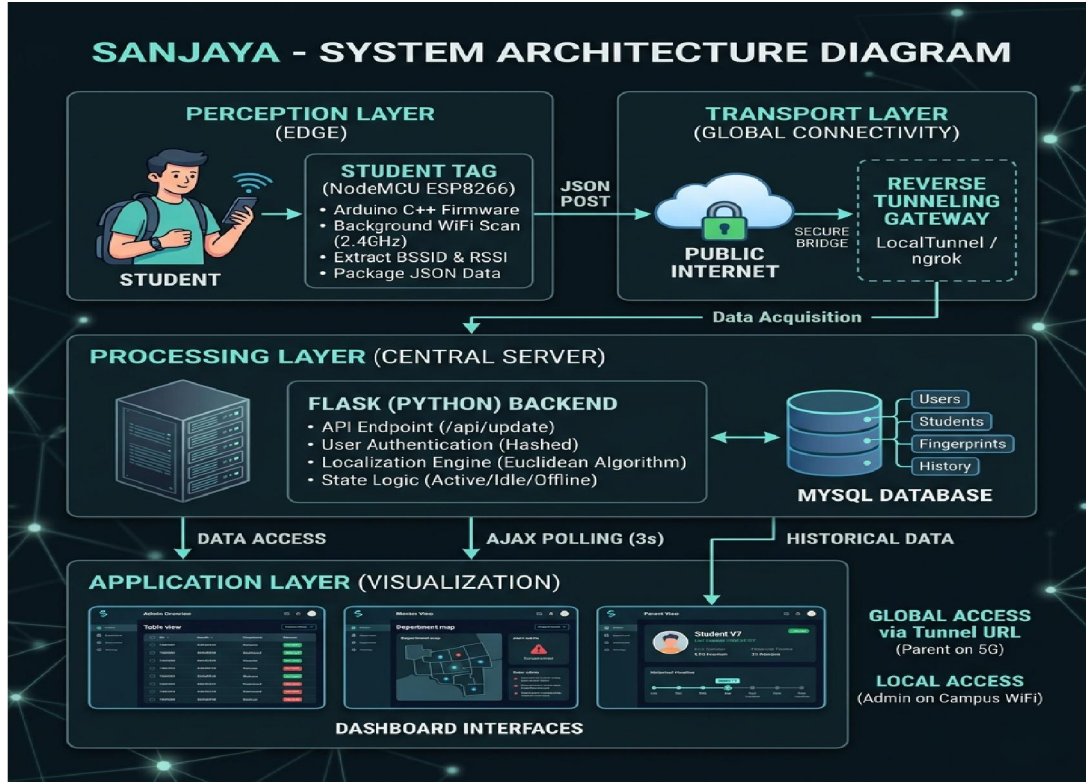 SANJAYA - SYSTEM ARCHITECTURE DIAGRAM
PERCEPTION LAYER
(EDGE)
STUDENT
STUDENT TAG
(NodeMCU ESP8266)
• Arduino C++ Firmware
• Background WiFi Scan
(2.4GHz)
• Extract BSSID & RSSI
• Package JSON Data
JSON
POST
TRANSPORT LAYER
(GLOBAL CONNECTIVITY)
PUBLIC
INTERNET
SECURE
BRIDGE
REVERSE
TUNNELING
GATEWAY
LocalTunnel /
ngrok
Data Acquisition
PROCESSING LAYER (CENTRAL SERVER)
FLASK (PYTHON) BACKEND
• API Endpoint (/api/update)
• User Authentication (Hashed)
• Localization Engine (Euclidean Algorithm)
• State Logic (Active/Idle/Offline)
Users
Students
Fingerprints
History
MYSQL DATABASE
DATA ACCESS
AJAX POLLING (3s)
HISTORICAL DATA
APPLICATION LAYER (VISUALIZATION)
Admin Overview
Table view
Department map
Parent View
Student V7
DASHBOARD INTERFACES
GLOBAL ACCESS
via Tunnel URL
(Parent on 5G)
LOCAL ACCESS
(Admin on Campus WiFi)